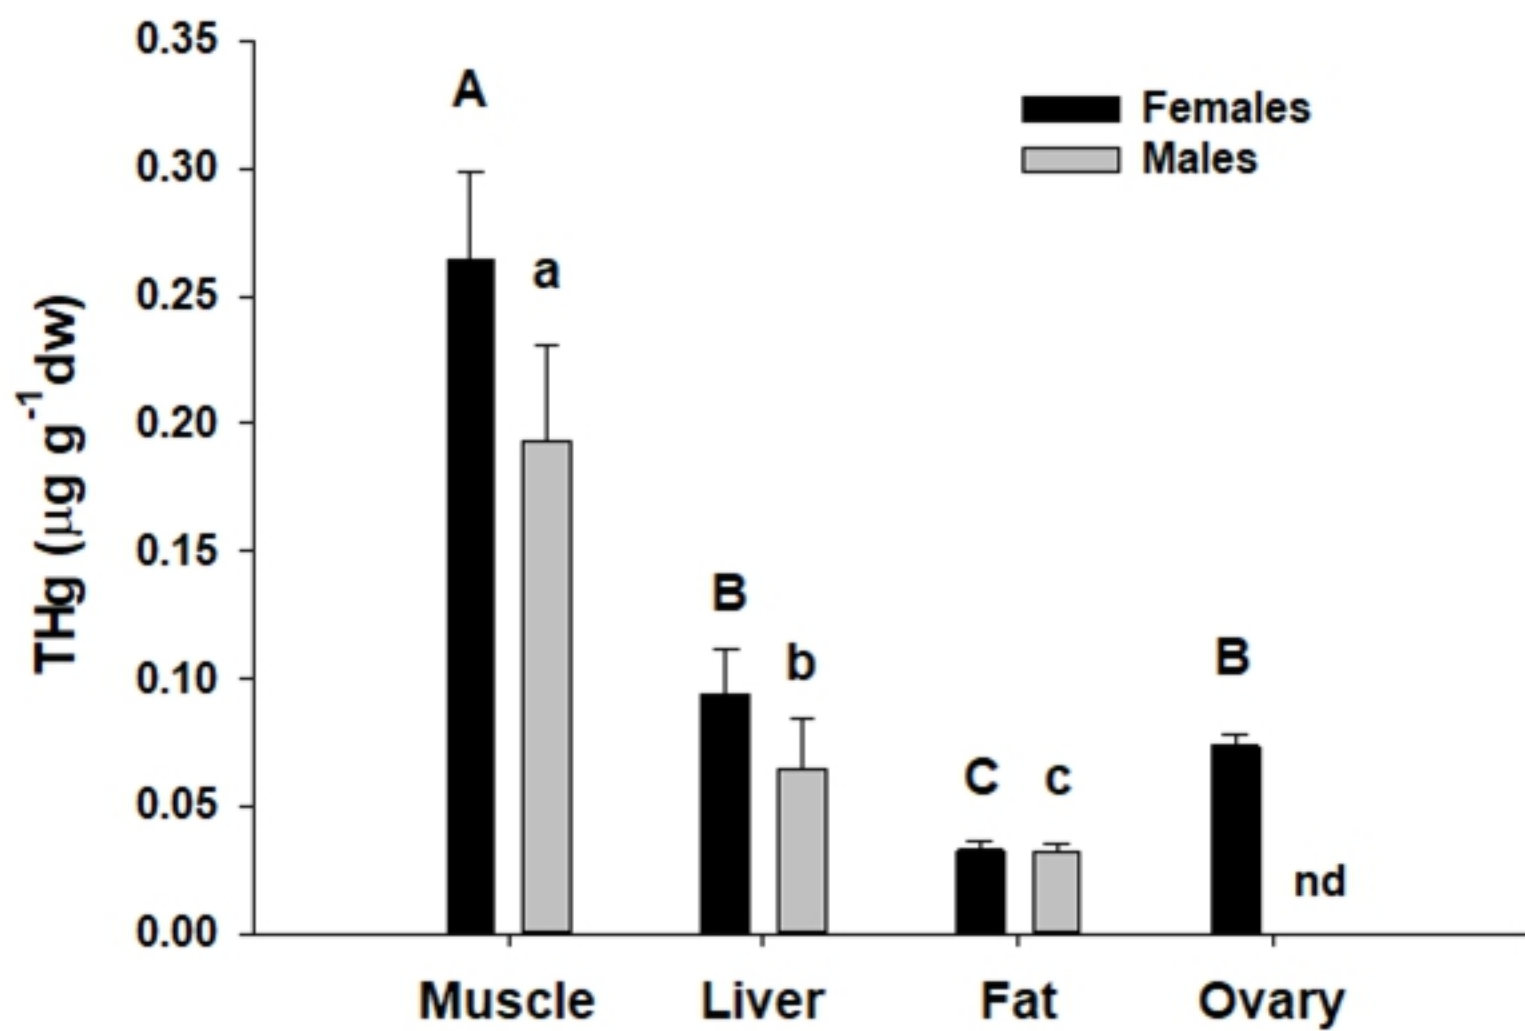 0.35
0.30
0.25
0.20
0.15
0.10
0.05
0.00
THg (μg g⁻¹ dw)
A
a
B
b
C
c
B
nd
Females
Males
Muscle
Liver
Fat
Ovary